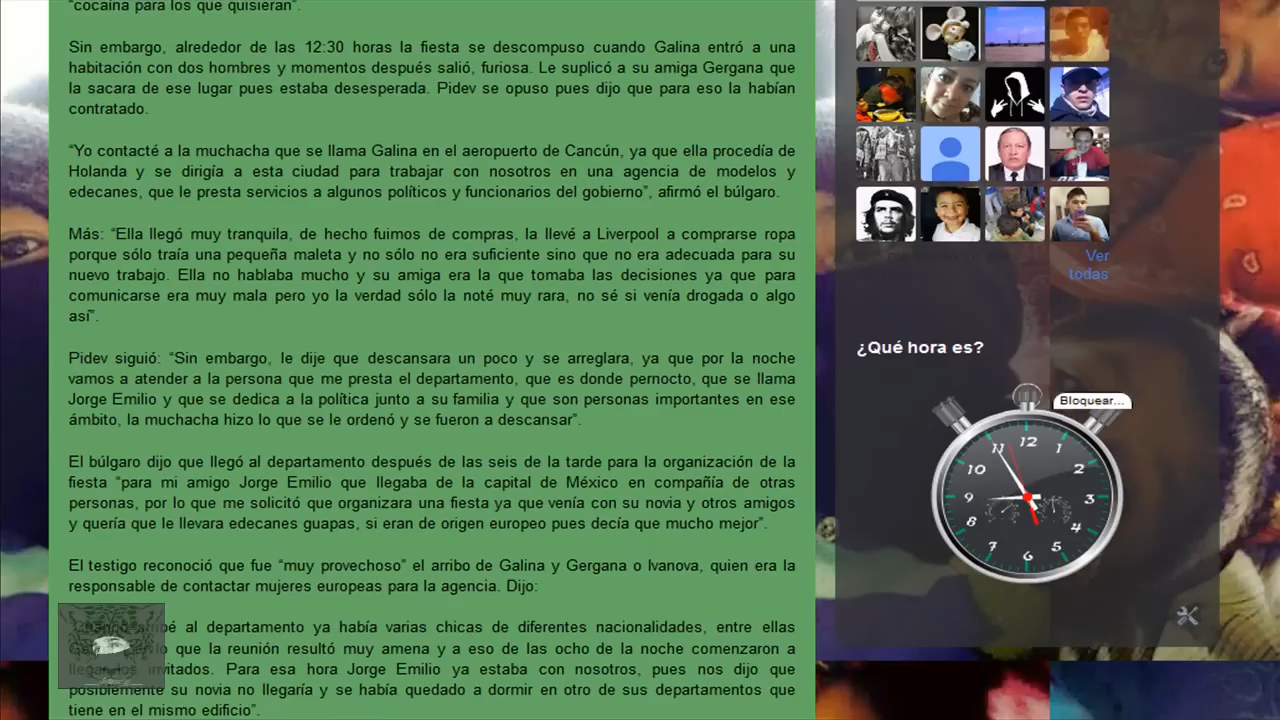 “cocaína para los que quisieran”.
Sin embargo, alrededor de las 12:30 horas la fiesta se descompuso cuando Galina entró a una
habitación con dos hombres y momentos después salió, furiosa. Le suplicó a su amiga Gergana que
la sacara de ese lugar pues estaba desesperada. Pidev se opuso pues dijo que para eso la habían
contratado.
“Yo contacté a la muchacha que se llama Galina en el aeropuerto de Cancún, ya que ella procedía de
Holanda y se dirigía a esta ciudad para trabajar con nosotros en una agencia de modelos y
edecanes, que le presta servicios a algunos políticos y funcionarios del gobierno”, afirmó el búlgaro.
Más: “Ella llegó muy tranquila, de hecho fuimos de compras, la llevé a Liverpool a comprarse ropa
porque sólo traía una pequeña maleta y no sólo no era suficiente sino que no era adecuada para su
nuevo trabajo. Ella no hablaba mucho y su amiga era la que tomaba las decisiones ya que para
comunicarse era muy mala pero yo la verdad sólo la noté muy rara, no sé si venía drogada o algo
así”.
Pidev siguió: “Sin embargo, le dije que descansara un poco y se arreglara, ya que por la noche
vamos a atender a la persona que me presta el departamento, que es donde pernocto, que se llama
Jorge Emilio y que se dedica a la política junto a su familia y que son personas importantes en ese
ámbito, la muchacha hizo lo que se le ordenó y se fueron a descansar”.
El búlgaro dijo que llegó al departamento después de las seis de la tarde para la organización de la
fiesta “para mi amigo Jorge Emilio que llegaba de la capital de México en compañía de otras
personas, por lo que me solicitó que organizara una fiesta ya que venía con su novia y otros amigos
y quería que le llevara edecanes guapas, si eran de origen europeo pues decía que mucho mejor”.
El testigo reconoció que fue “muy provechoso” el arribo de Galina y Gergana o Ivanova, quien era la
responsable de contactar mujeres europeas para la agencia. Dijo:
al departamento ya había varias chicas de diferentes nacionalidades, entre ellas
que la reunión resultó muy amena y a eso de las ocho de la noche comenzaron a
invitados. Para esa hora Jorge Emilio ya estaba con nosotros, pues nos dijo que
posiblemente su novia no llegaría y se había quedado a dormir en otro de sus departamentos que
tiene en el mismo edificio”.
Ver
todas
¿Qué hora es?
Bloquear...
12
1
2
3
4
5
6
7
8
9
10
11